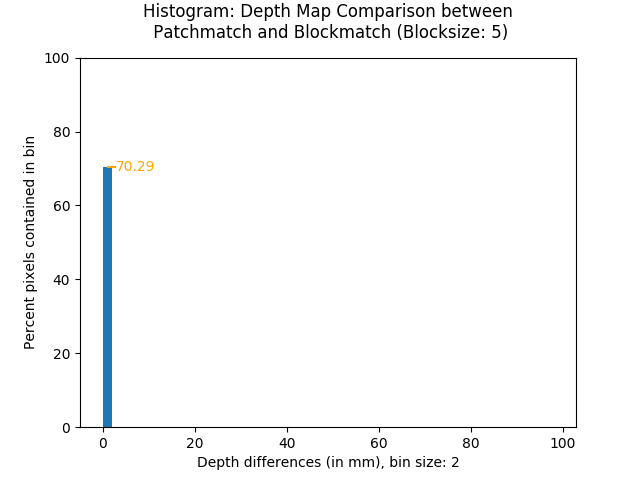 Histogram: Depth Map Comparison between
Patchmatch and Blockmatch (Blocksize: 5)
100
80
70.29
60
40
20
0
Percent pixels contained in bin
0 20 40 60 80 100
Depth differences (in mm), bin size: 2